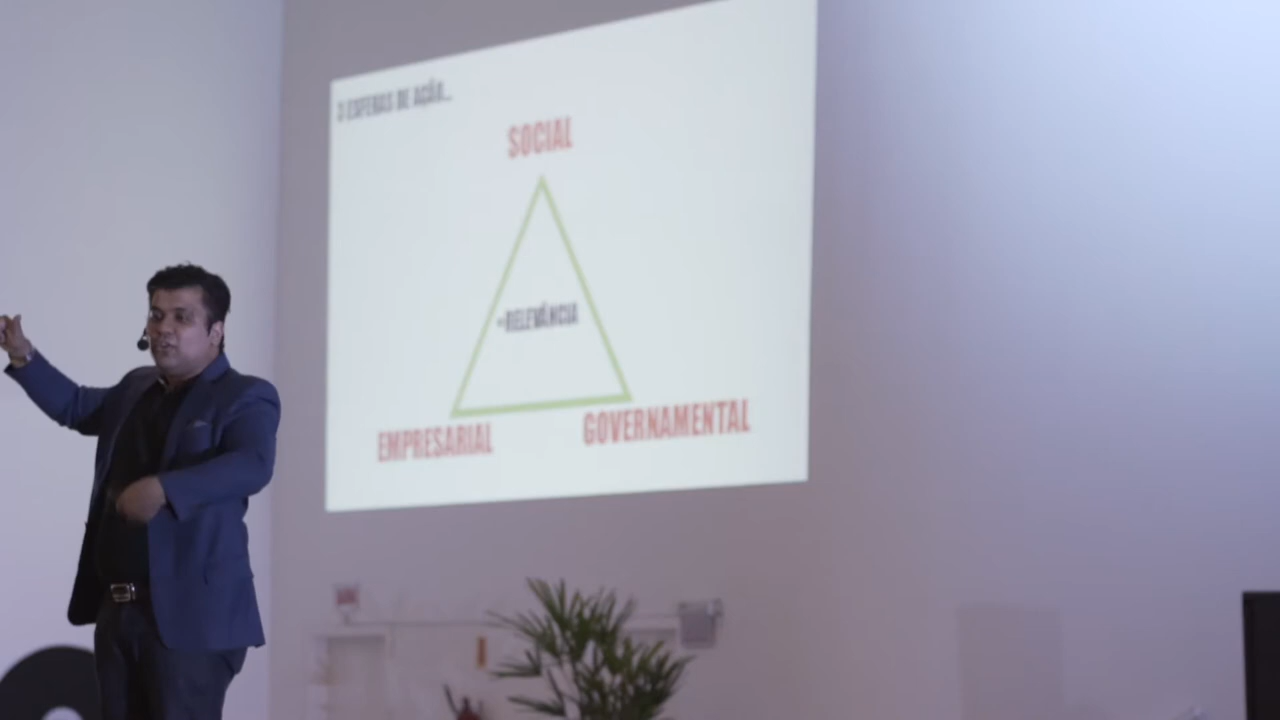 3 ESFERAS DE AÇÃO...
SOCIAL
+RELEVÂNCIA
EMPRESARIAL
GOVERNAMENTAL